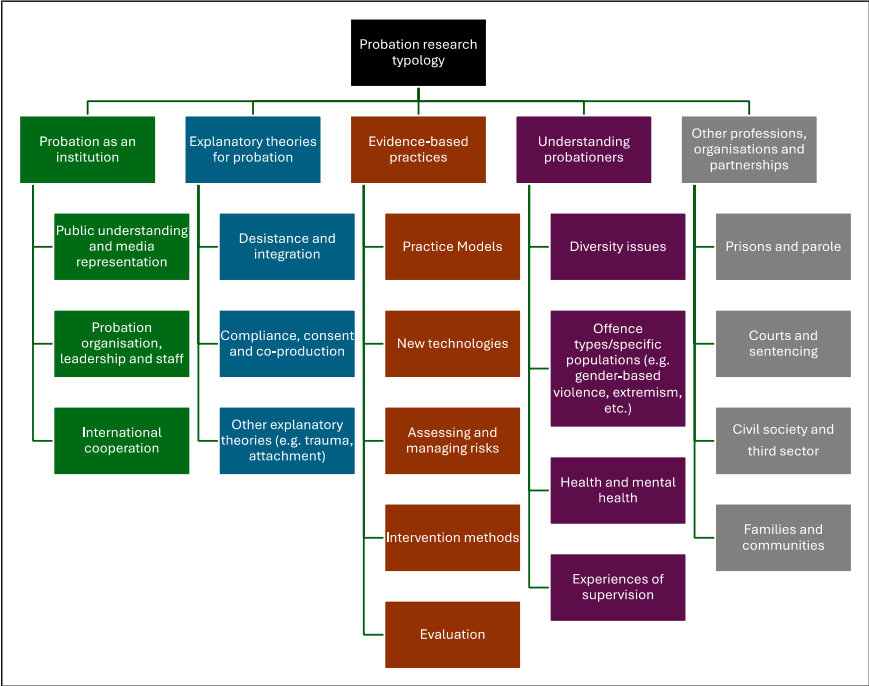 Probation research
typology
Probation as an
institution
Public understanding
and media
representation
Probation
organisation,
leadership and staff
International
cooperation
Explanatory theories
for probation
Desistance and
integration
Compliance, consent
and co-production
Other explanatory
theories (e.g. trauma,
attachment)
Evidence-based
practices
Practice Models
New technologies
Assessing and
managing risks
Intervention methods
Evaluation
Understanding
probationers
Diversity issues
Offence
types/specific
populations (e.g.
gender-based
violence, extremism,
etc.)
Health and mental
health
Experiences of
supervision
Other professions,
organisations and
partnerships
Prisons and parole
Courts and
sentencing
Civil society and
third sector
Families and
communities